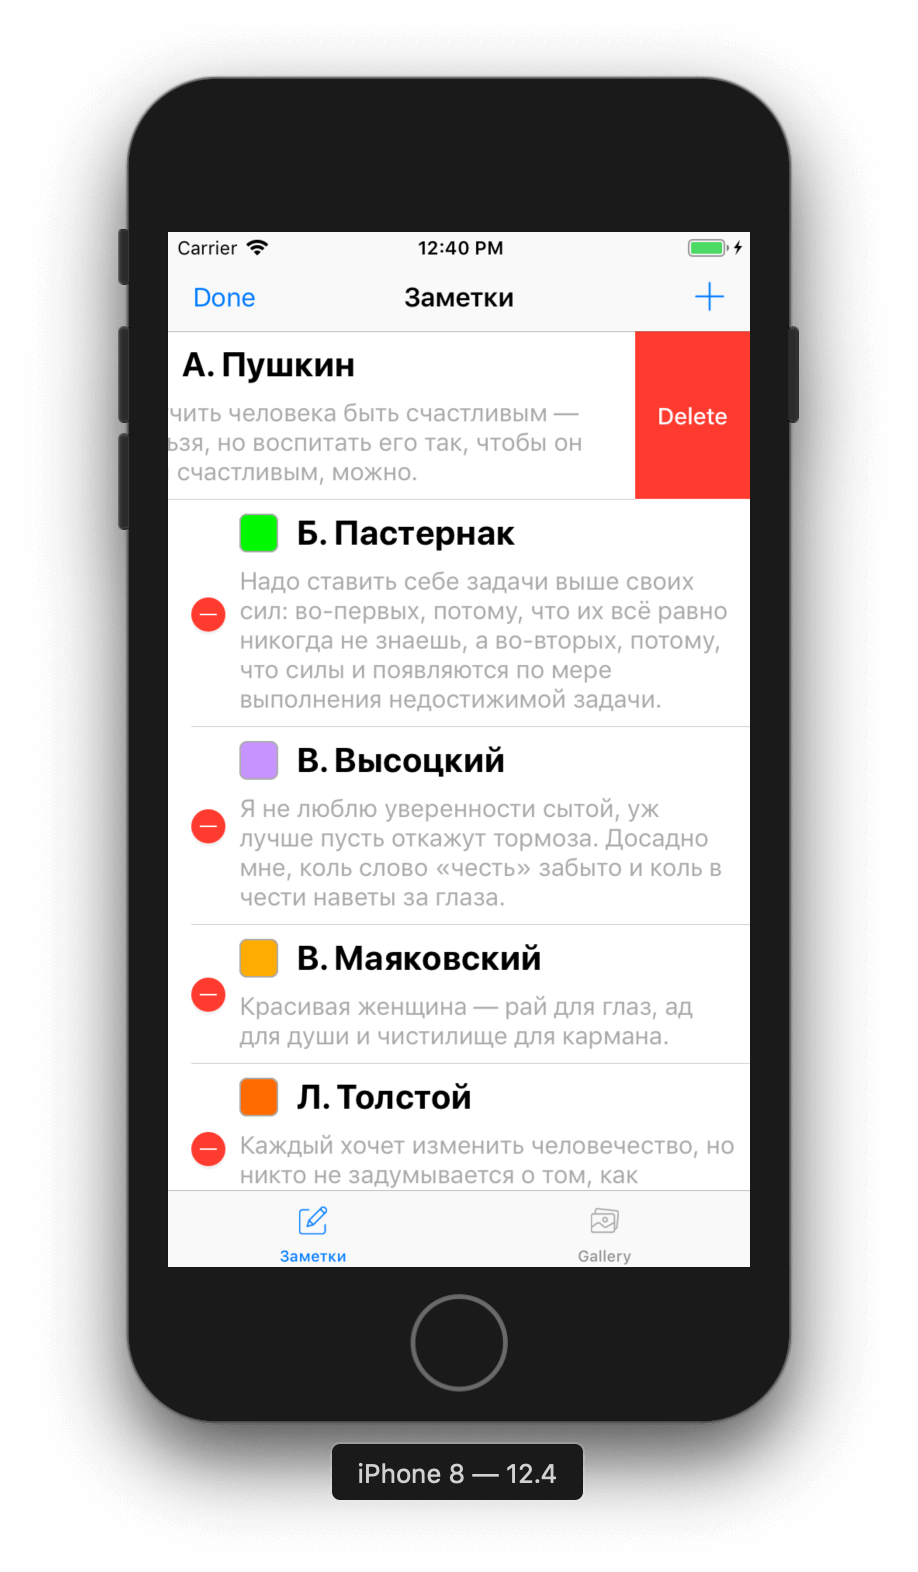 Carrier 12:40 PM
Done Заметки
А. Пушкин
чить человека быть счастливым —
ьзя, но воспитать его так, чтобы он
счастливым, можно.
Delete
Б. Пастернак
Надо ставить себе задачи выше своих
сил: во-первых, потому, что их всё равно
никогда не знаешь, а во-вторых, потому,
что силы и появляются по мере
выполнения недостижимой задачи.
В. Высоцкий
Я не люблю уверенности сытой, уж
лучше пусть откажут тормоза. Досадно
мне, коль слово «честь» забыто и коль в
чести наветы за глаза.
В. Маяковский
Красивая женщина — рай для глаз, ад
для души и чистилище для кармана.
Л. Толстой
Каждый хочет изменить человечество, но
никто не задумывается о том, как
Заметки Gallery
iPhone 8 — 12.4